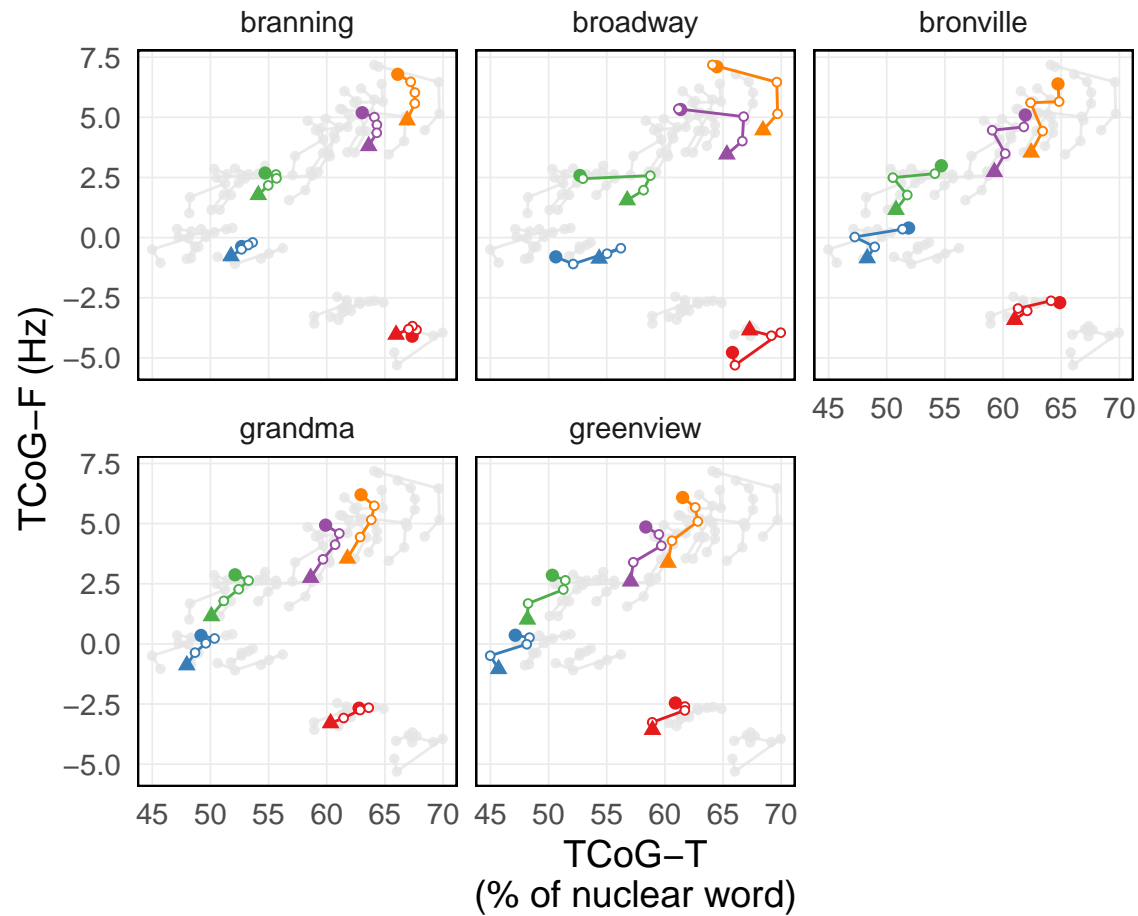 branning broadway bronville
7.5
5.0
2.5
0.0
−2.5
−5.0
45 50 55 60 65 70
grandma greenview
7.5
5.0
2.5
0.0
−2.5
−5.0
45 50 55 60 65 70 45 50 55 60 65 70
TCoG−F (Hz)
TCoG−T
(% of nuclear word)